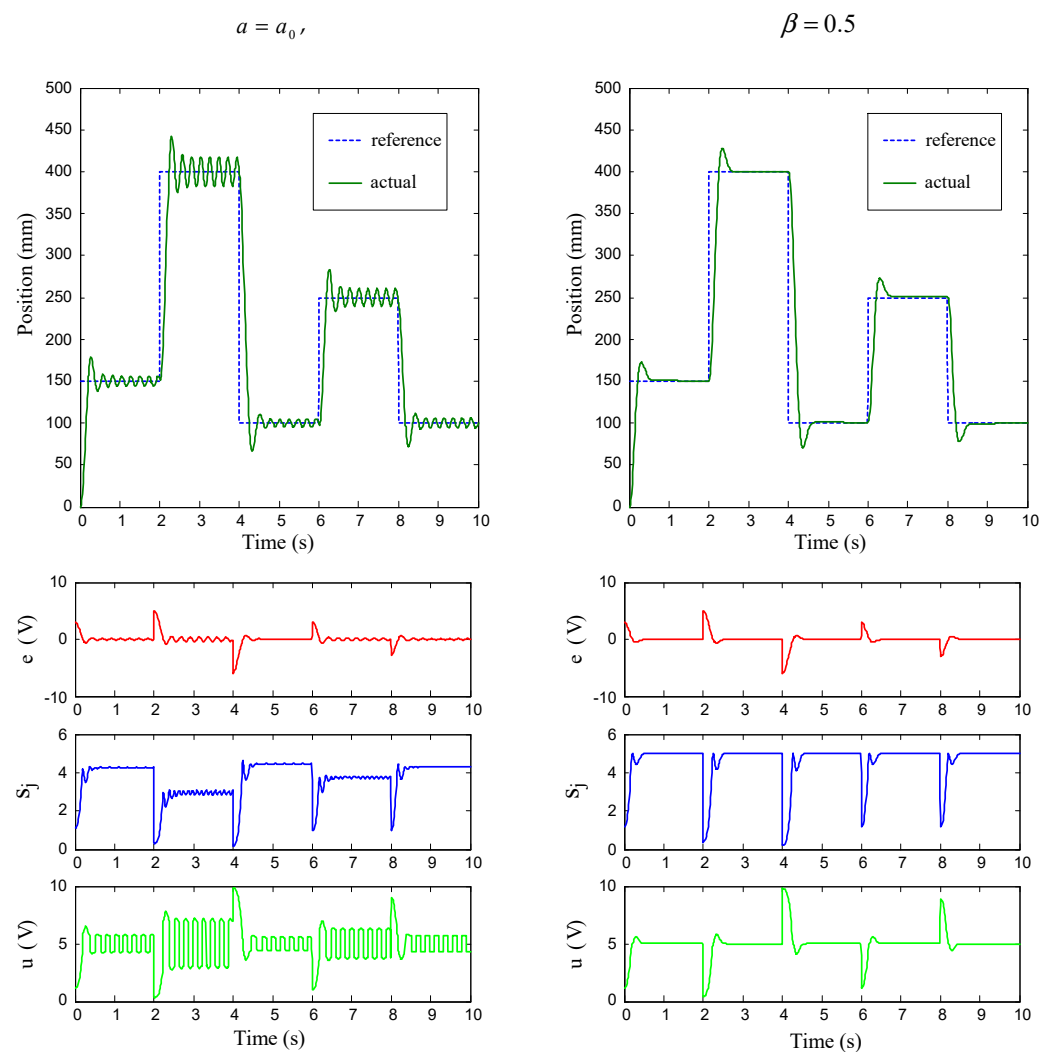 a = a₀ ,
β = 0.5
500
450
400
350
300
250
200
150
100
50
0
Position (mm)
reference
actual
0 1 2 3 4 5 6 7 8 9 10
Time (s)
500
450
400
350
300
250
200
150
100
50
0
Position (mm)
reference
actual
0 1 2 3 4 5 6 7 8 9 10
Time (s)
10
0
-10
e ( V)
0 1 2 3 4 5 6 7 8 9 10
10
0
-10
e ( V)
0 1 2 3 4 5 6 7 8 9 10
6
4
2
0
Sj
0 1 2 3 4 5 6 7 8 9 10
6
4
2
0
Sj
0 1 2 3 4 5 6 7 8 9 10
10
5
0
u ( V)
0 1 2 3 4 5 6 7 8 9 10
Time (s)
10
5
0
u ( V)
0 1 2 3 4 5 6 7 8 9 10
Time (s)